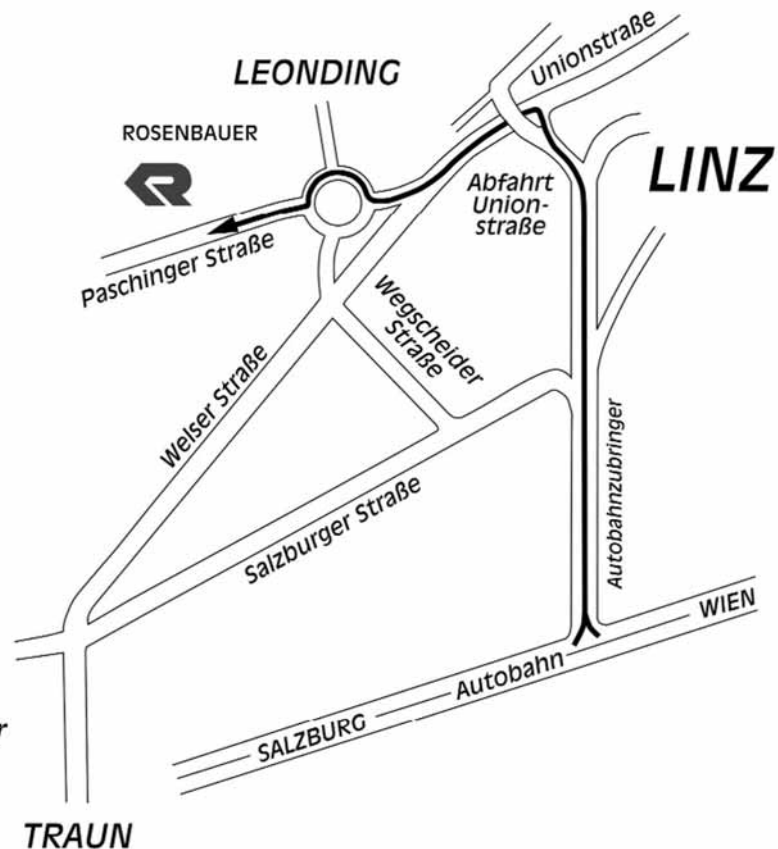 LEONDING
Unionstraße
ROSENBAUER
LINZ
Abfahrt
Union-
straße
Paschinger Straße
Wegscheider
Straße
Welser Straße
Autobahnzubringer
Salzburger Straße
WIEN
Autobahn
SALZBURG
TRAUN